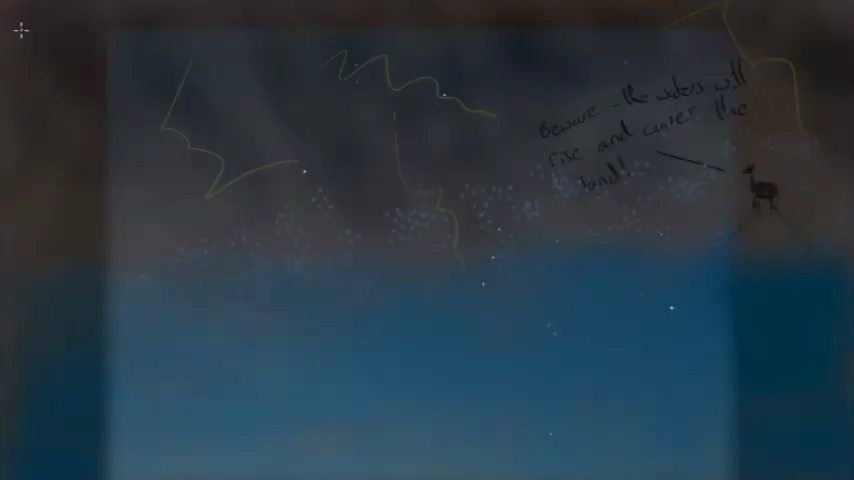 Beware - the waters will
rise and cover the
land!